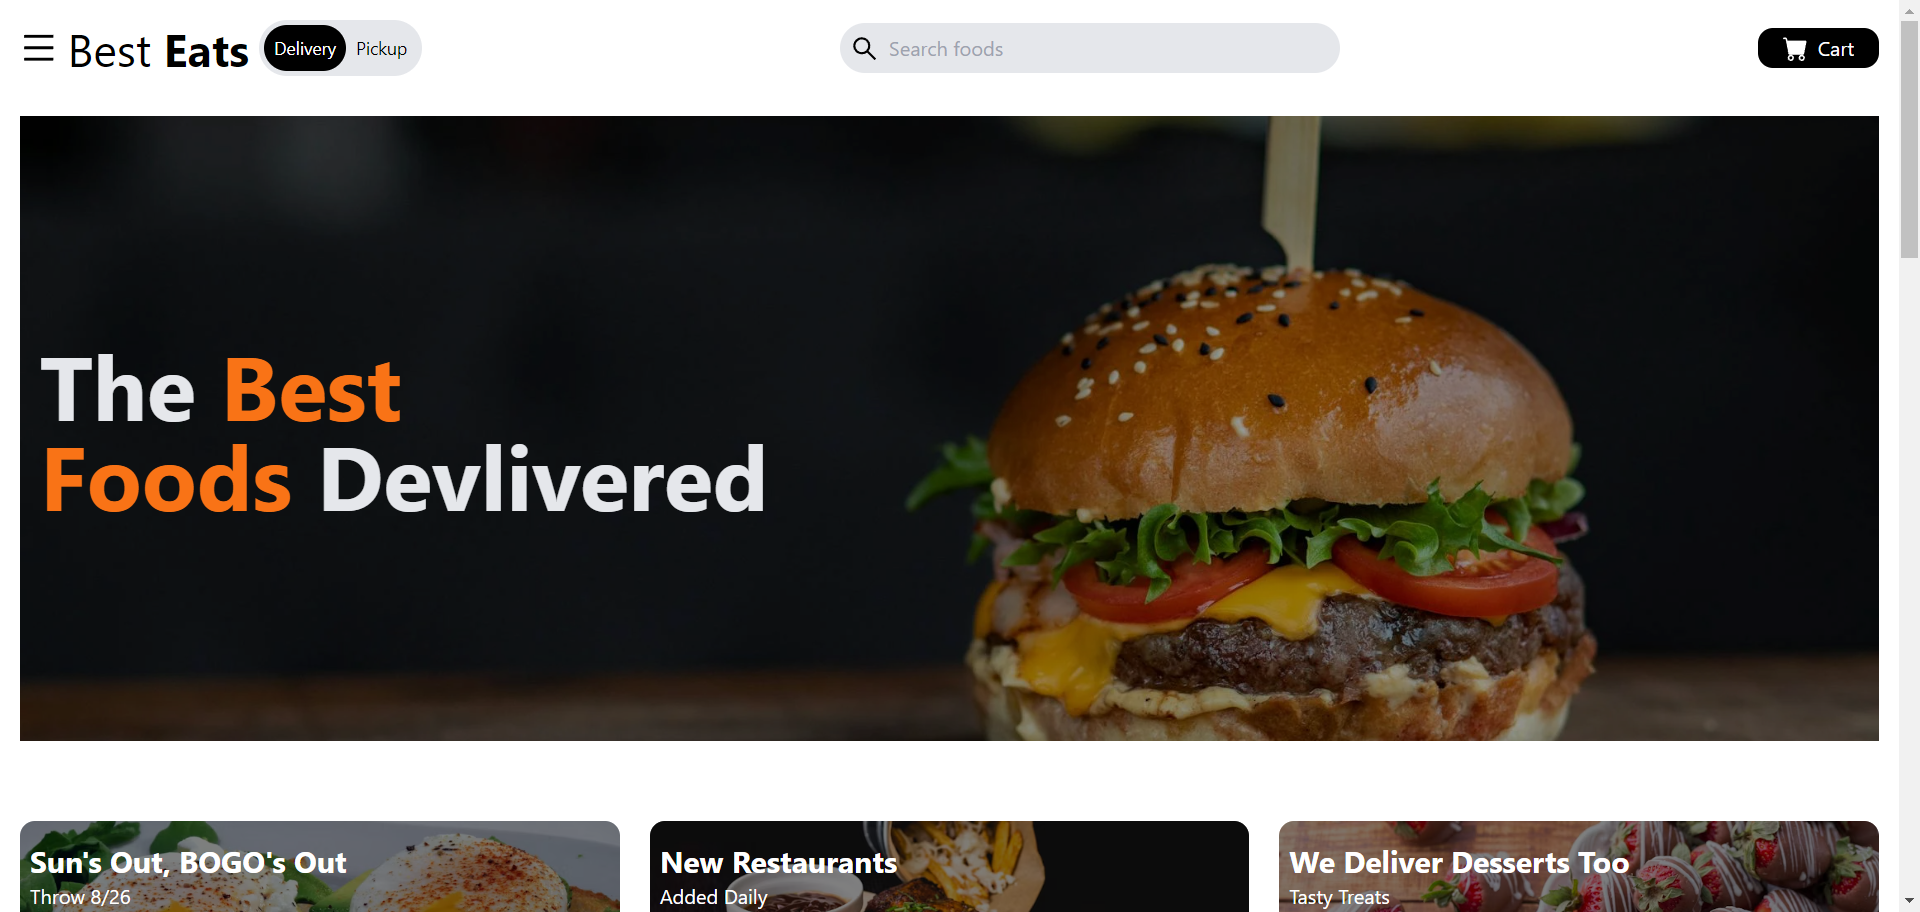 Best Eats
Delivery Pickup
Search foods
Cart
The Best
Foods Devlivered
Sun's Out, BOGO's Out
Throw 8/26
New Restaurants
Added Daily
We Deliver Desserts Too
Tasty Treats